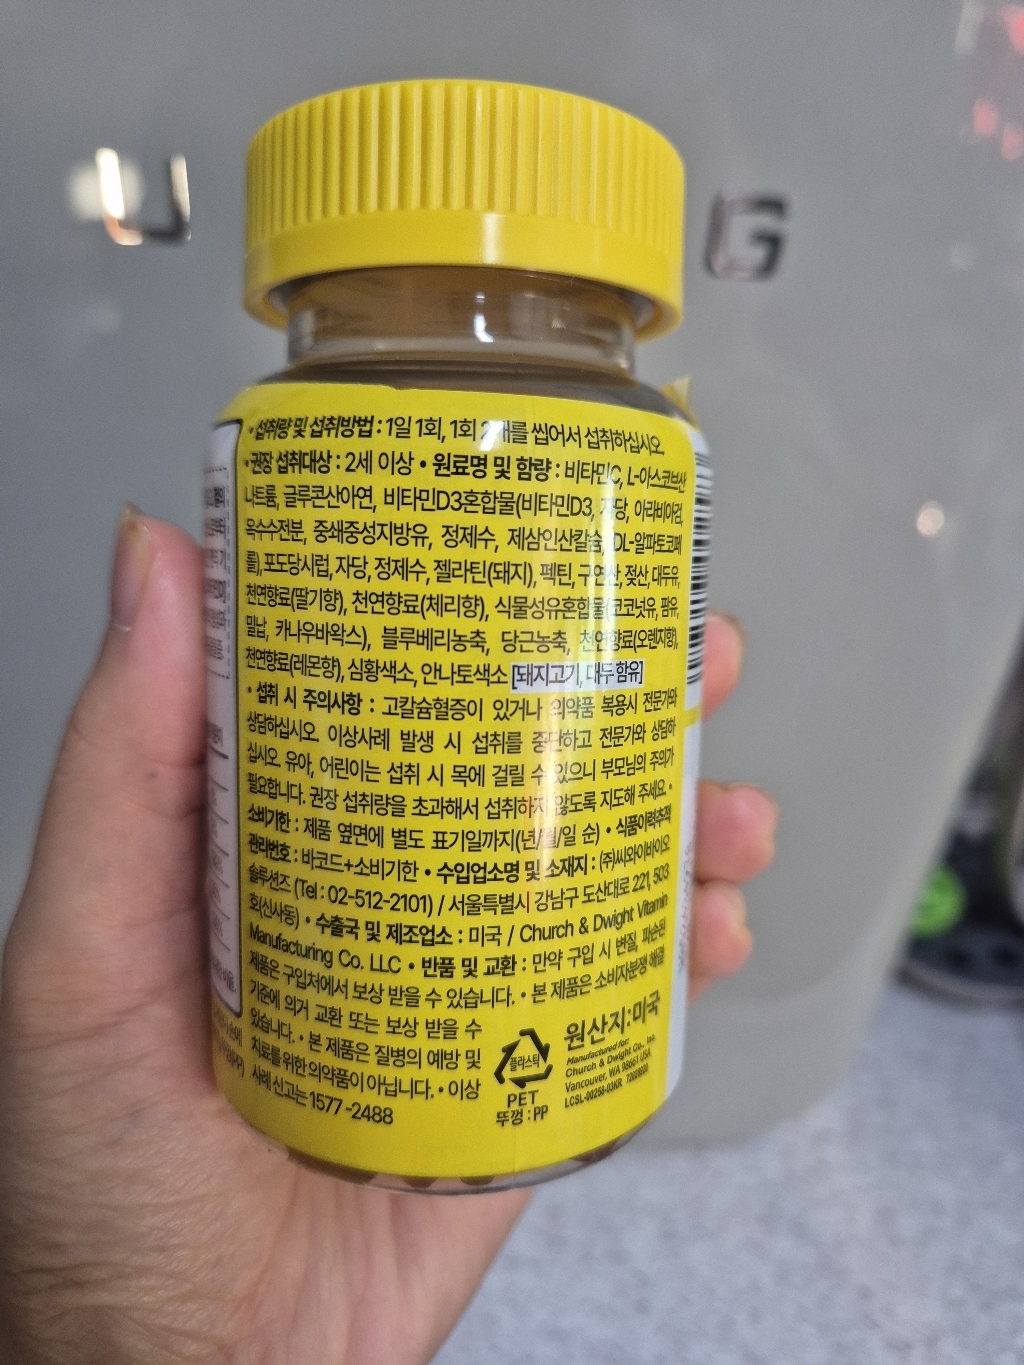 U G
• 섭취량 및 섭취방법 : 1일 1회, 1회 2개를 씹어서 섭취하십시오.
• 권장 섭취대상 : 2세 이상 • 원료명 및 함량 : 비타민C, L-아스코브산
나트륨, 글루콘산아연, 비타민D3혼합물(비타민D3, 자당, 아라비아검,
옥수수전분, 중쇄중성지방유, 정제수, 제삼인산칼슘, DL-알파토코페
롤), 포도당시럽, 자당, 정제수, 젤라틴(돼지), 펙틴, 구연산, 젖산, 대두유,
천연향료(딸기향), 천연향료(체리향), 식물성유혼합물(코코넛유, 팜유,
밀납, 카나우바왁스), 블루베리농축, 당근농축, 천연향료(오렌지향),
천연향료(레몬향), 심황색소, 안나토색소 [돼지고기, 대두 함유]
• 섭취 시 주의사항 : 고칼슘혈증이 있거나 의약품 복용시 전문가와
상담하십시오. 이상사례 발생 시 섭취를 중단하고 전문가와 상담하
십시오. 유아, 어린이는 섭취 시 목에 걸릴 수 있으니 부모님의 주의가
필요합니다. 권장 섭취량을 초과해서 섭취하지 않도록 지도해 주세요. •
소비기한 : 제품 옆면에 별도 표기일까지(년/월/일 순) • 식품이력추적
관리번호 : 바코드+소비기한 • 수입업소명 및 소재지 : (주)씨와이바이오
솔루션즈 (Tel : 02-512-2101) / 서울특별시 강남구 도산대로 221, 503
호(신사동) • 수출국 및 제조업소 : 미국 / Church & Dwight Vitamin
Manufacturing Co. LLC • 반품 및 교환 : 만약 구입 시 변질, 파손된
제품은 구입처에서 보상 받을 수 있습니다. • 본 제품은 소비자분쟁 해결
기준에 의거 교환 또는 보상 받을 수
있습니다. • 본 제품은 질병의 예방 및
치료를 위한 의약품이 아닙니다. • 이상
사례 신고는 1577-2488
플라스틱
PET
뚜껑 : PP
원산지:미국
Manufactured for:
Church & Dwight Co., Inc.
Vancouver, WA 98661 USA
LCSL-00258-03KR